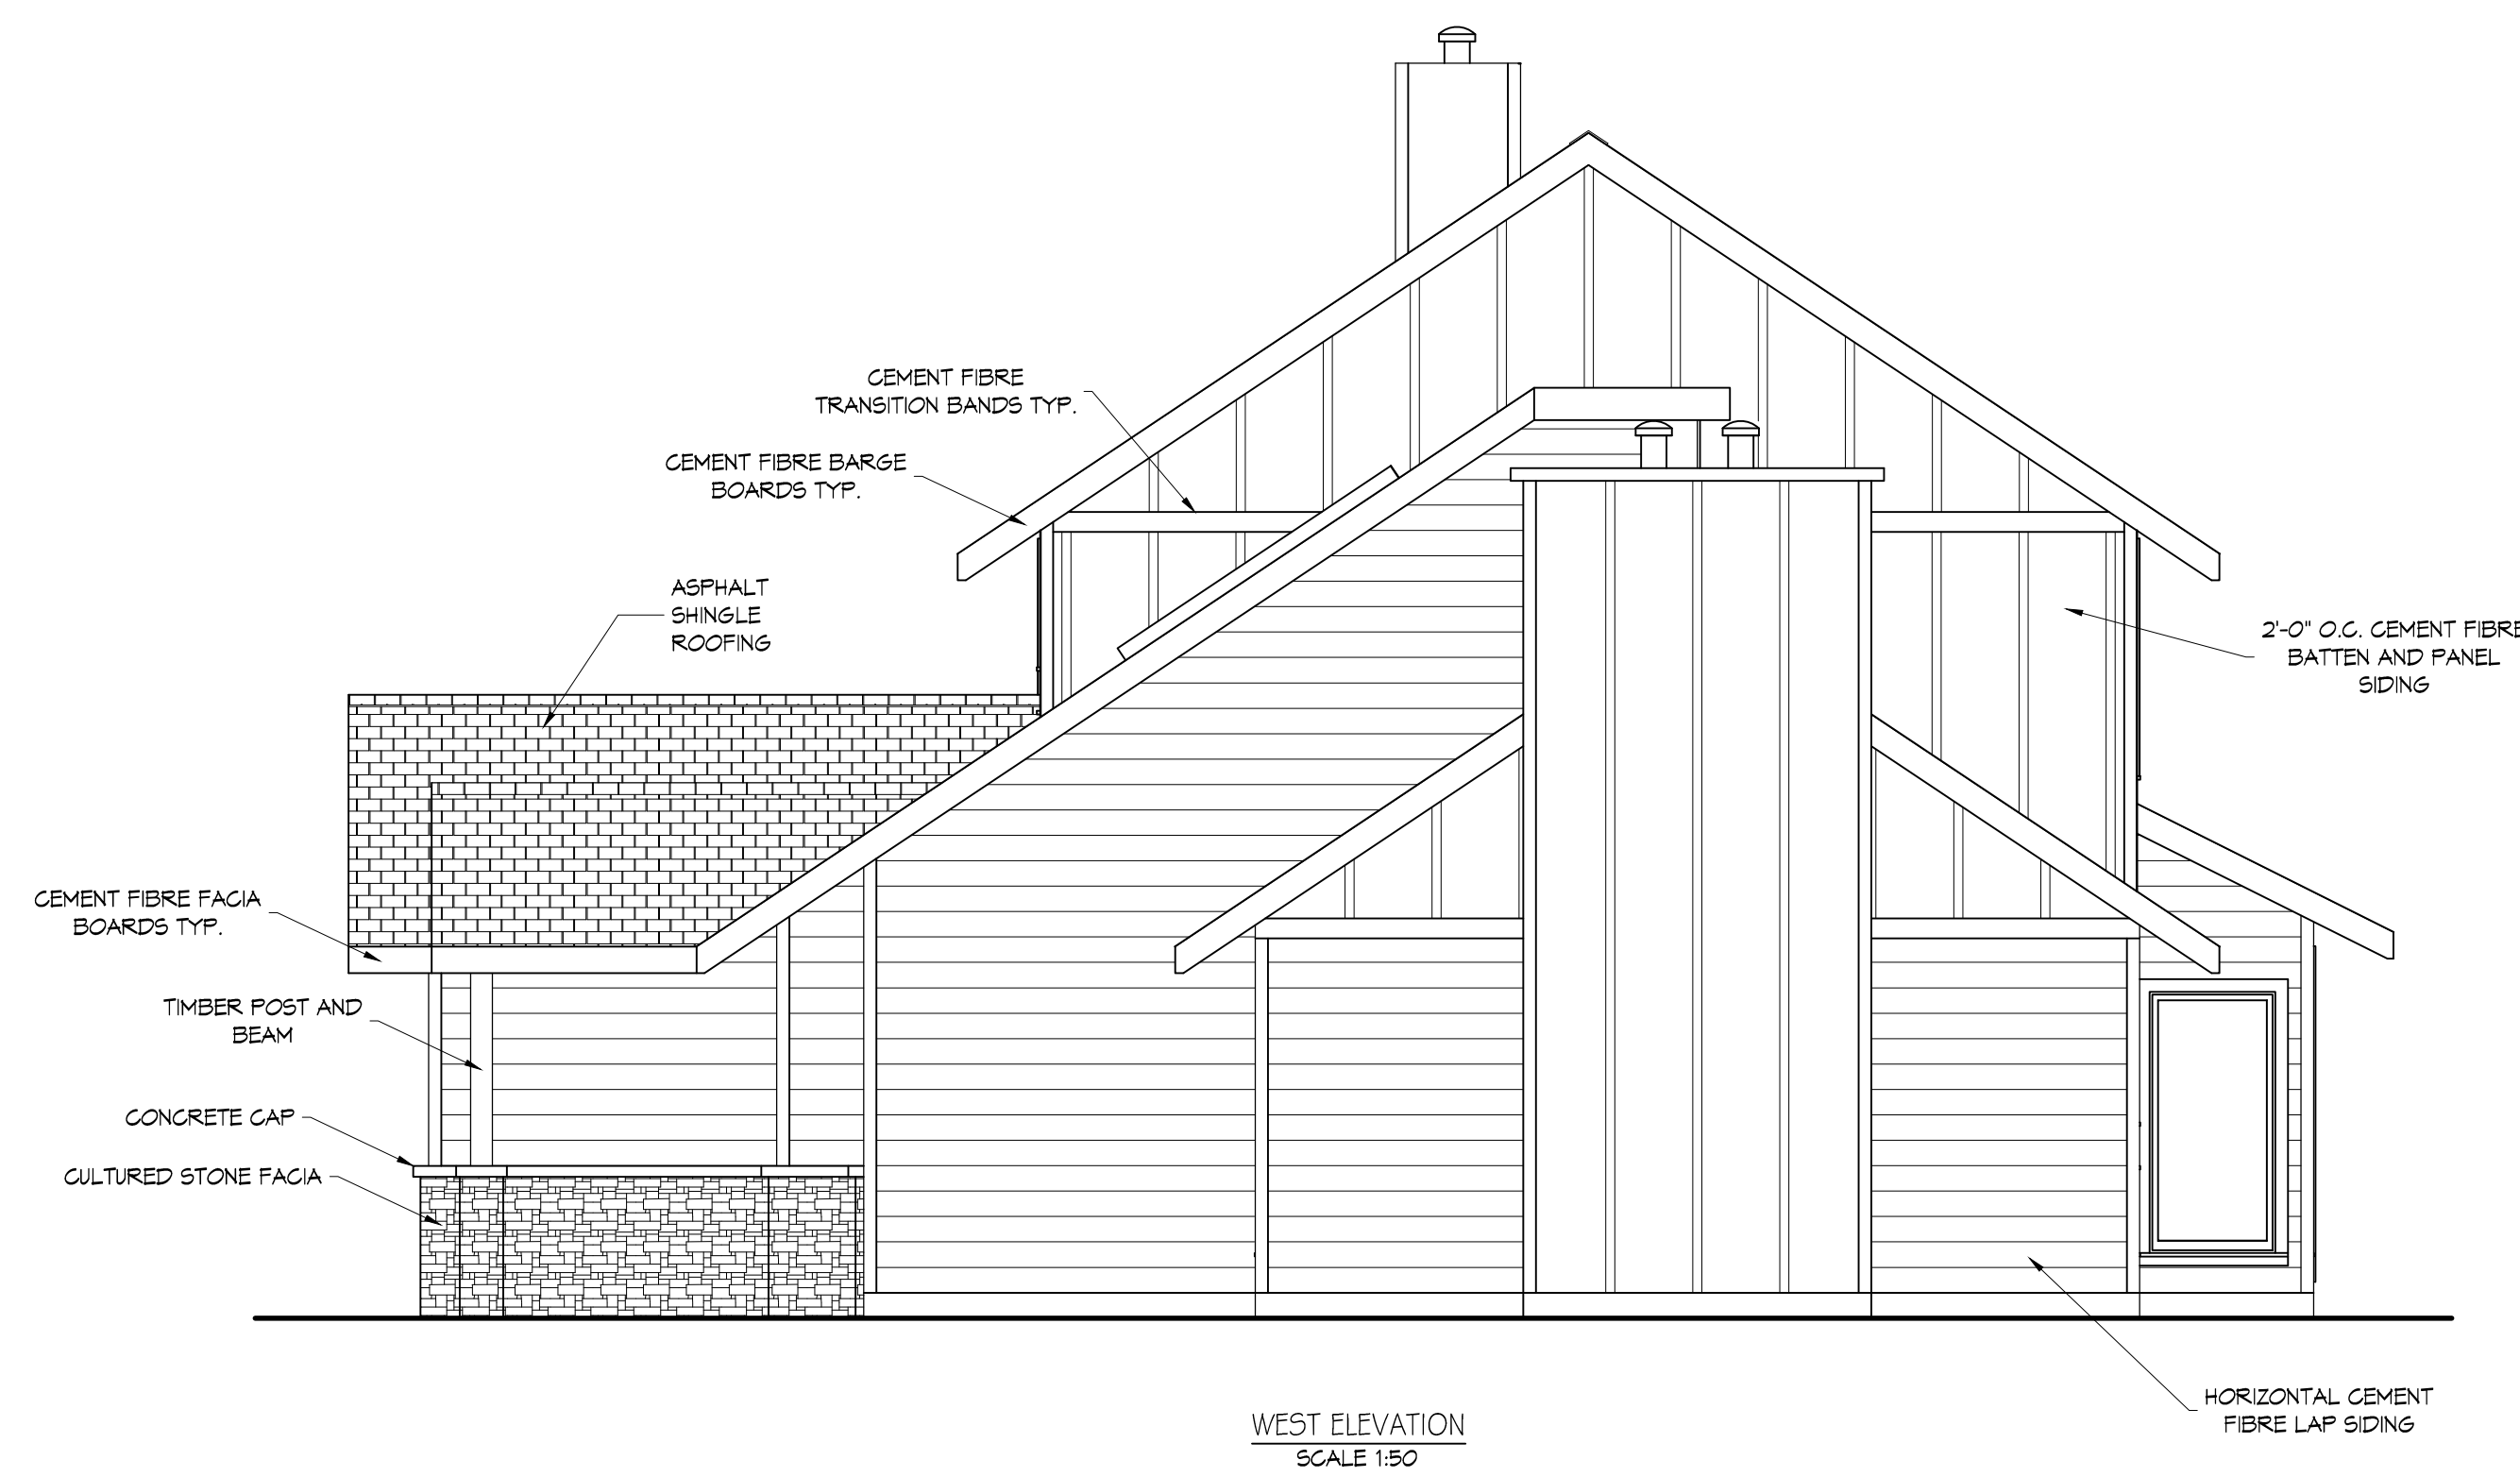 CEMENT FIBRE
TRANSITION BANDS TYP.
CEMENT FIBRE BARGE
BOARDS TYP.
ASPHALT
SHINGLE
ROOFING
2'-0" O.C. CEMENT FIBRE
BATTEN AND PANEL
SIDING
CEMENT FIBRE FACIA
BOARDS TYP.
TIMBER POST AND
BEAM
CONCRETE CAP
CULTURED STONE FACIA
HORIZONTAL CEMENT
FIBRE LAP SIDING
WEST ELEVATION
SCALE 1:50